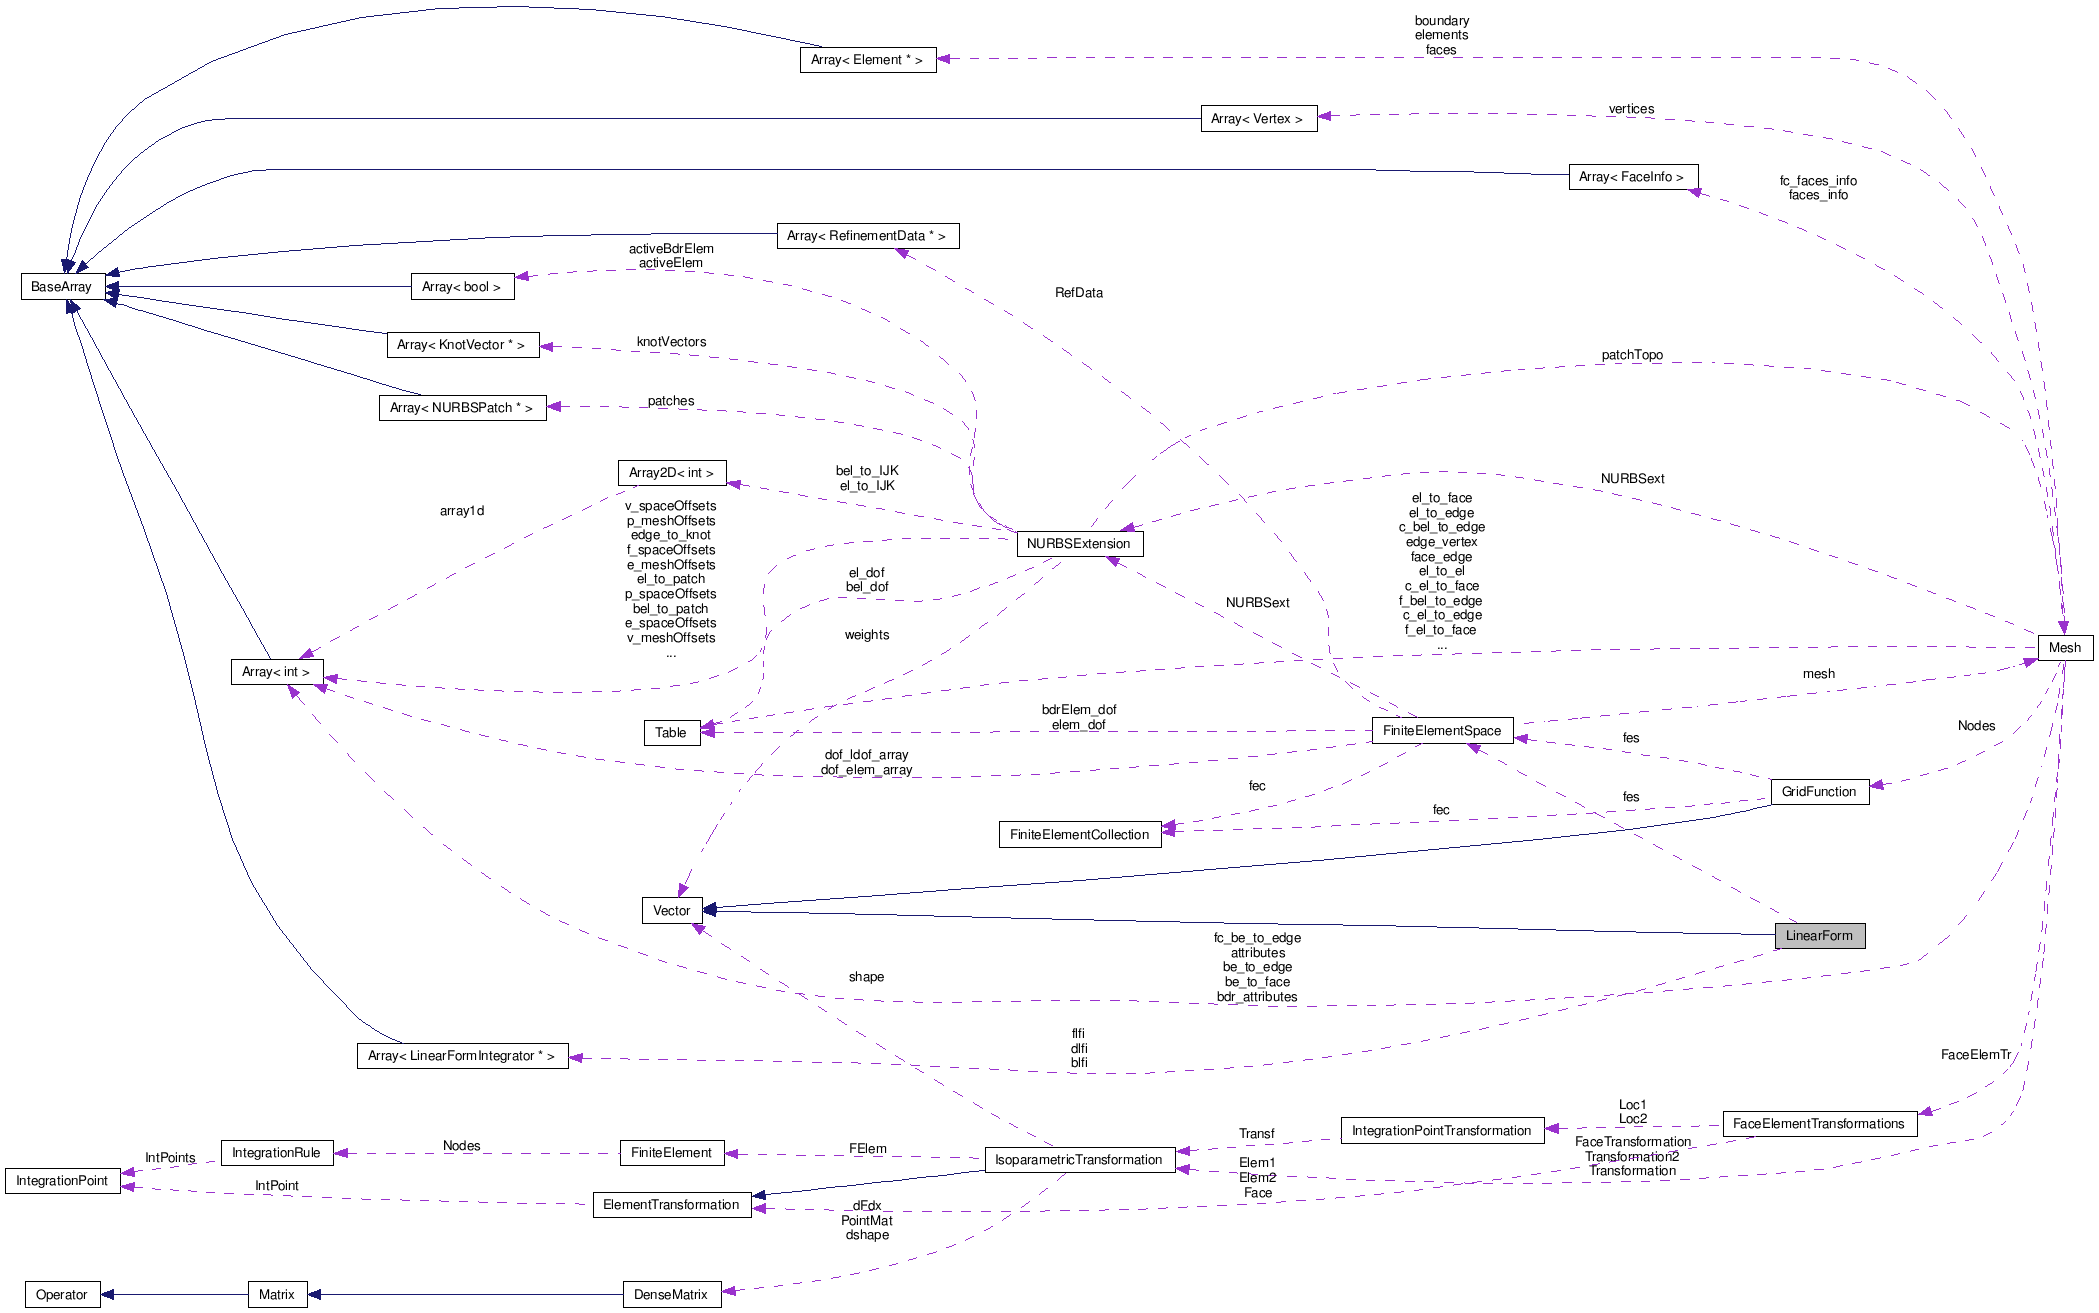 boundary
elements
faces
Array< Element * >
vertices
Array< Vertex >
Array< FaceInfo >
fc_faces_info
faces_info
Array< RefinementData * >
activeBdrElem
activeElem
BaseArray
Array< bool >
RefData
Array< KnotVector * >
knotVectors
patchTopo
Array< NURBSPatch * >
patches
Array2D< int >
bel_to_IJK
el_to_IJK
NURBSext
array1d
v_spaceOffsets
p_meshOffsets
edge_to_knot
f_spaceOffsets
e_meshOffsets
el_to_patch
p_spaceOffsets
bel_to_patch
e_spaceOffsets
v_meshOffsets
...
NURBSExtension
el_to_face
el_to_edge
c_bel_to_edge
edge_vertex
face_edge
el_to_el
c_el_to_face
f_bel_to_edge
c_el_to_edge
f_el_to_face
...
el_dof
bel_dof
NURBSext
weights
Mesh
Array< int >
mesh
Table
bdrElem_dof
elem_dof
FiniteElementSpace
Nodes
fes
dof_ldof_array
dof_elem_array
fec
GridFunction
fes
fec
FiniteElementCollection
Vector
LinearForm
fc_be_to_edge
attributes
be_to_edge
be_to_face
bdr_attributes
shape
flfi
dlfi
blfi
Array< LinearFormIntegrator * >
FaceElemTr
Loc1
Loc2
FaceElementTransformations
IntegrationPointTransformation
Transf
FaceTransformation
Transformation2
Transformation
IntegrationRule
Nodes
FiniteElement
FElem
IsoparametricTransformation
Elem1
Elem2
Face
IntPoints
IntegrationPoint
IntPoint
ElementTransformation
dFdx
PointMat
dshape
Operator
Matrix
DenseMatrix